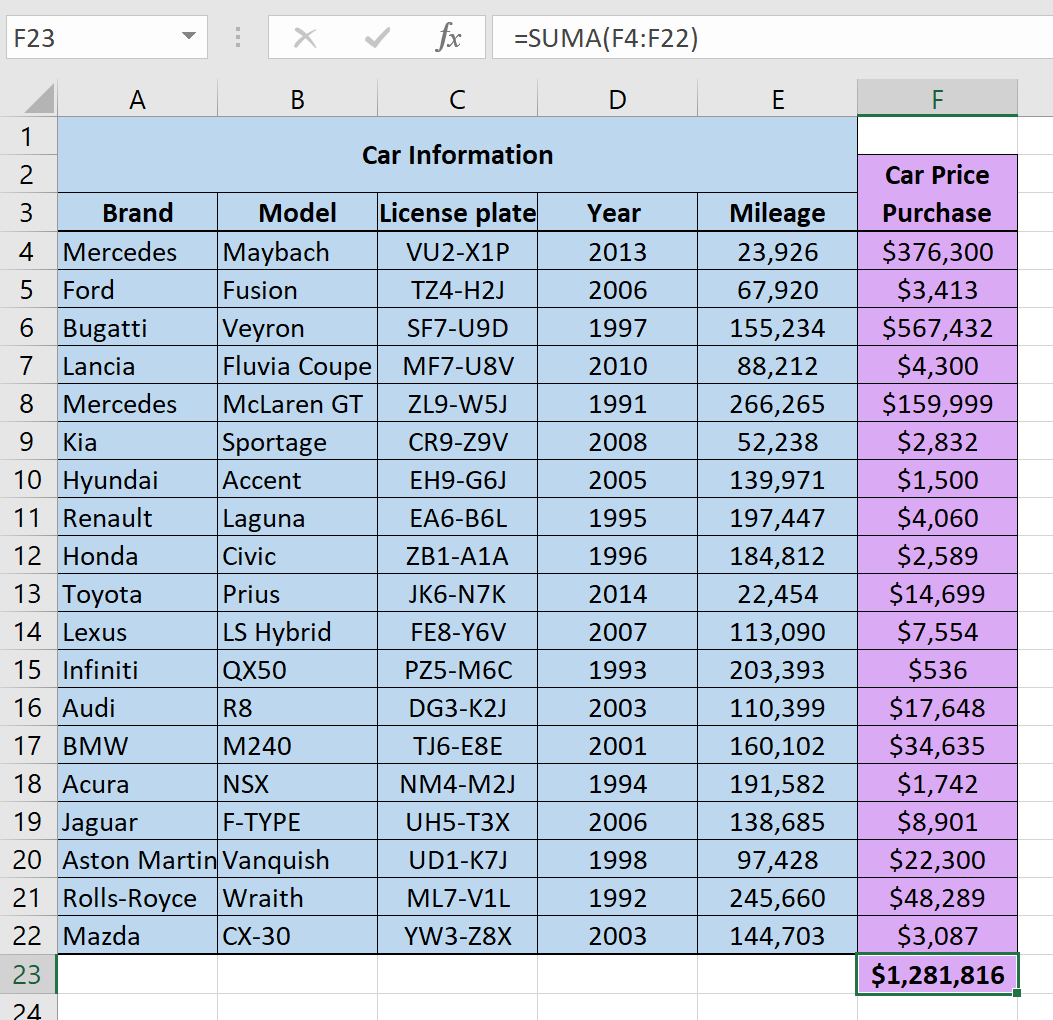 F23 fx =SUMA(F4:F22)
A B C D E F
1
Car Information
2 Car Price
3 Brand Model License plate Year Mileage Purchase
4 Mercedes Maybach VU2-X1P 2013 23,926 $376,300
5 Ford Fusion TZ4-H2J 2006 67,920 $3,413
6 Bugatti Veyron SF7-U9D 1997 155,234 $567,432
7 Lancia Fluvia Coupe MF7-U8V 2010 88,212 $4,300
8 Mercedes McLaren GT ZL9-W5J 1991 266,265 $159,999
9 Kia Sportage CR9-Z9V 2008 52,238 $2,832
10 Hyundai Accent EH9-G6J 2005 139,971 $1,500
11 Renault Laguna EA6-B6L 1995 197,447 $4,060
12 Honda Civic ZB1-A1A 1996 184,812 $2,589
13 Toyota Prius JK6-N7K 2014 22,454 $14,699
14 Lexus LS Hybrid FE8-Y6V 2007 113,090 $7,554
15 Infiniti QX50 PZ5-M6C 1993 203,393 $536
16 Audi R8 DG3-K2J 2003 110,399 $17,648
17 BMW M240 TJ6-E8E 2001 160,102 $34,635
18 Acura NSX NM4-M2J 1994 191,582 $1,742
19 Jaguar F-TYPE UH5-T3X 2006 138,685 $8,901
20 Aston Martin Vanquish UD1-K7J 1998 97,428 $22,300
21 Rolls-Royce Wraith ML7-V1L 1992 245,660 $48,289
22 Mazda CX-30 YW3-Z8X 2003 144,703 $3,087
23 $1,281,816
24